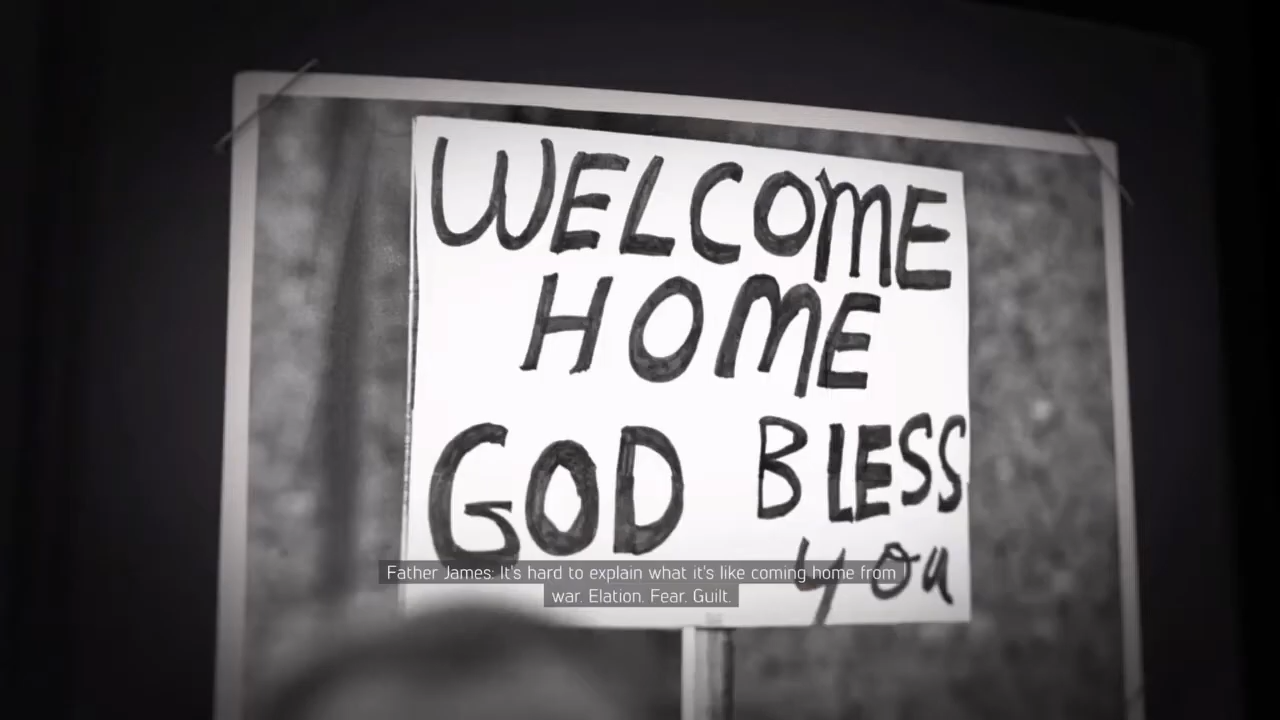 WELCOME
HOME
GOD BLESS
you
Father James: It's hard to explain what it's like coming home from
war. Elation. Fear. Guilt.